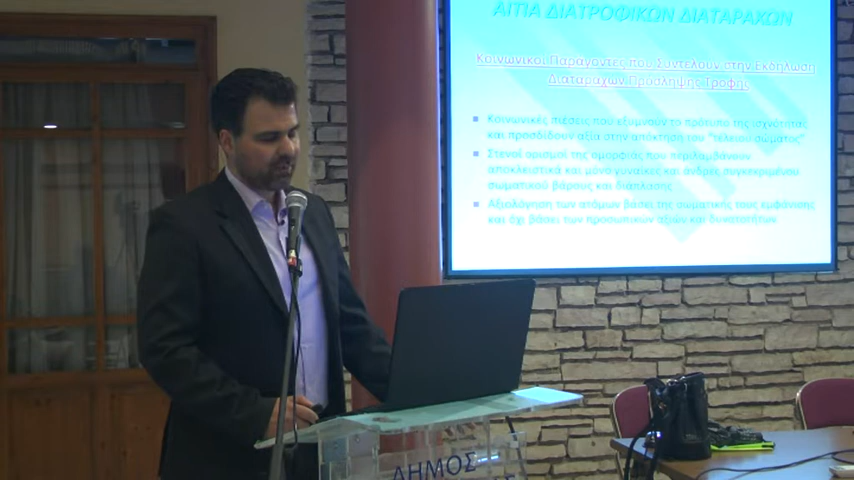 ΑΙΤΙΑ ΔΙΑΤΡΟΦΙΚΩΝ ΔΙΑΤΑΡΑΧΩΝ
Κοινωνικοί Παράγοντες που Συντελούν στην Εκδήλωση
Διαταραχών Πρόσληψης Τροφής
Κοινωνικές πιέσεις που εξυμνούν το πρότυπο της ισχνότητας
και προσδίδουν αξία στην απόκτηση του "τέλειου σώματος"
Στενοί ορισμοί της ομορφιάς που περιλαμβάνουν
αποκλειστικά και μόνο γυναίκες και άνδρες συγκεκριμένου
σωματικού βάρους και διάπλασης
Αξιολόγηση των ατόμων βάσει της σωματικής τους εμφάνισης
και όχι βάσει των προσωπικών αξιών και δυνατοτήτων
ΔΗΜΟΣ